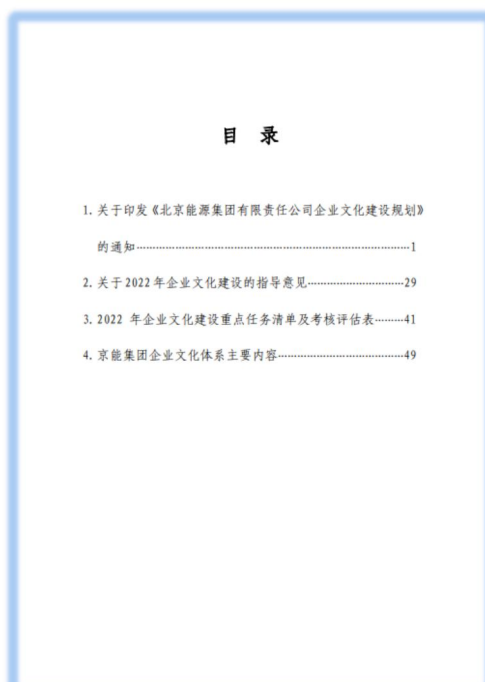 目 录
1. 关于印发《北京能源集团有限责任公司企业文化建设规划》
的通知……………………………………………………………1
2. 关于2022年企业文化建设的指导意见……………………29
3. 2022 年企业文化建设重点任务清单及考核评估表………41
4. 京能集团企业文化体系主要内容……………………………49